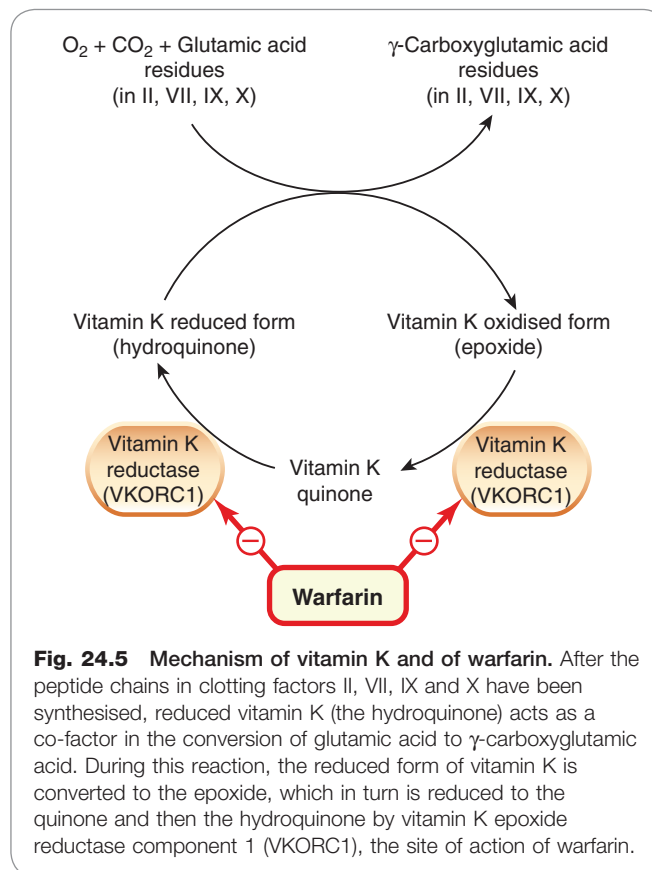 O₂ + CO₂ + Glutamic acid
residues
(in II, VII, IX, X)
γ-Carboxyglutamic acid
residues
(in II, VII, IX, X)
Vitamin K reduced form
(hydroquinone)
Vitamin K oxidised form
(epoxide)
Vitamin K
reductase
(VKORC1)
Vitamin K
quinone
Vitamin K
reductase
(VKORC1)
−
−
Warfarin
Fig. 24.5 Mechanism of vitamin K and of warfarin. After the
peptide chains in clotting factors II, VII, IX and X have been
synthesised, reduced vitamin K (the hydroquinone) acts as a
co-factor in the conversion of glutamic acid to γ-carboxyglutamic
acid. During this reaction, the reduced form of vitamin K is
converted to the epoxide, which in turn is reduced to the
quinone and then the hydroquinone by vitamin K epoxide
reductase component 1 (VKORC1), the site of action of warfarin.